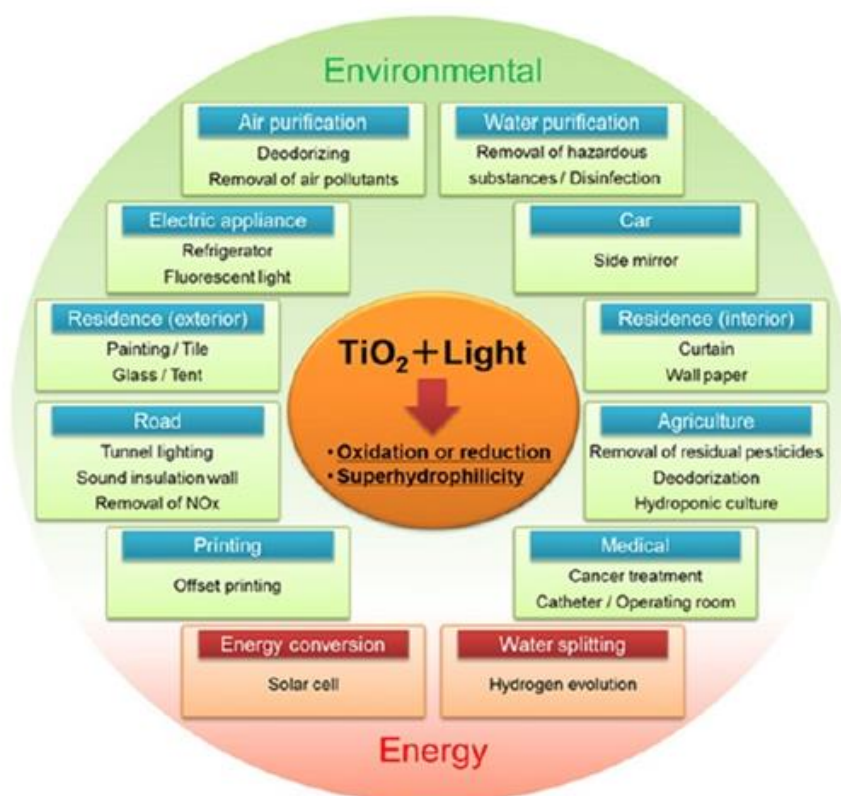 Environmental
Air purification
Deodorizing
Removal of air pollutants
Water purification
Removal of hazardous
substances / Disinfection
Electric appliance
Refrigerator
Fluorescent light
Car
Side mirror
Residence (exterior)
Painting / Tile
Glass / Tent
TiO₂+Light
• Oxidation or reduction
• Superhydrophilicity
Residence (interior)
Curtain
Wall paper
Road
Tunnel lighting
Sound insulation wall
Removal of NOx
Agriculture
Removal of residual pesticides
Deodorization
Hydroponic culture
Printing
Offset printing
Medical
Cancer treatment
Catheter / Operating room
Energy conversion
Solar cell
Water splitting
Hydrogen evolution
Energy